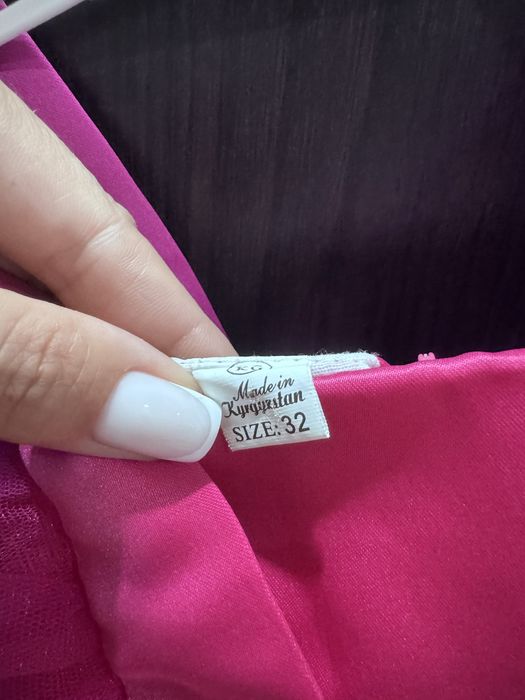 KG
Made in
Kyrgyzstan
SIZE: 32